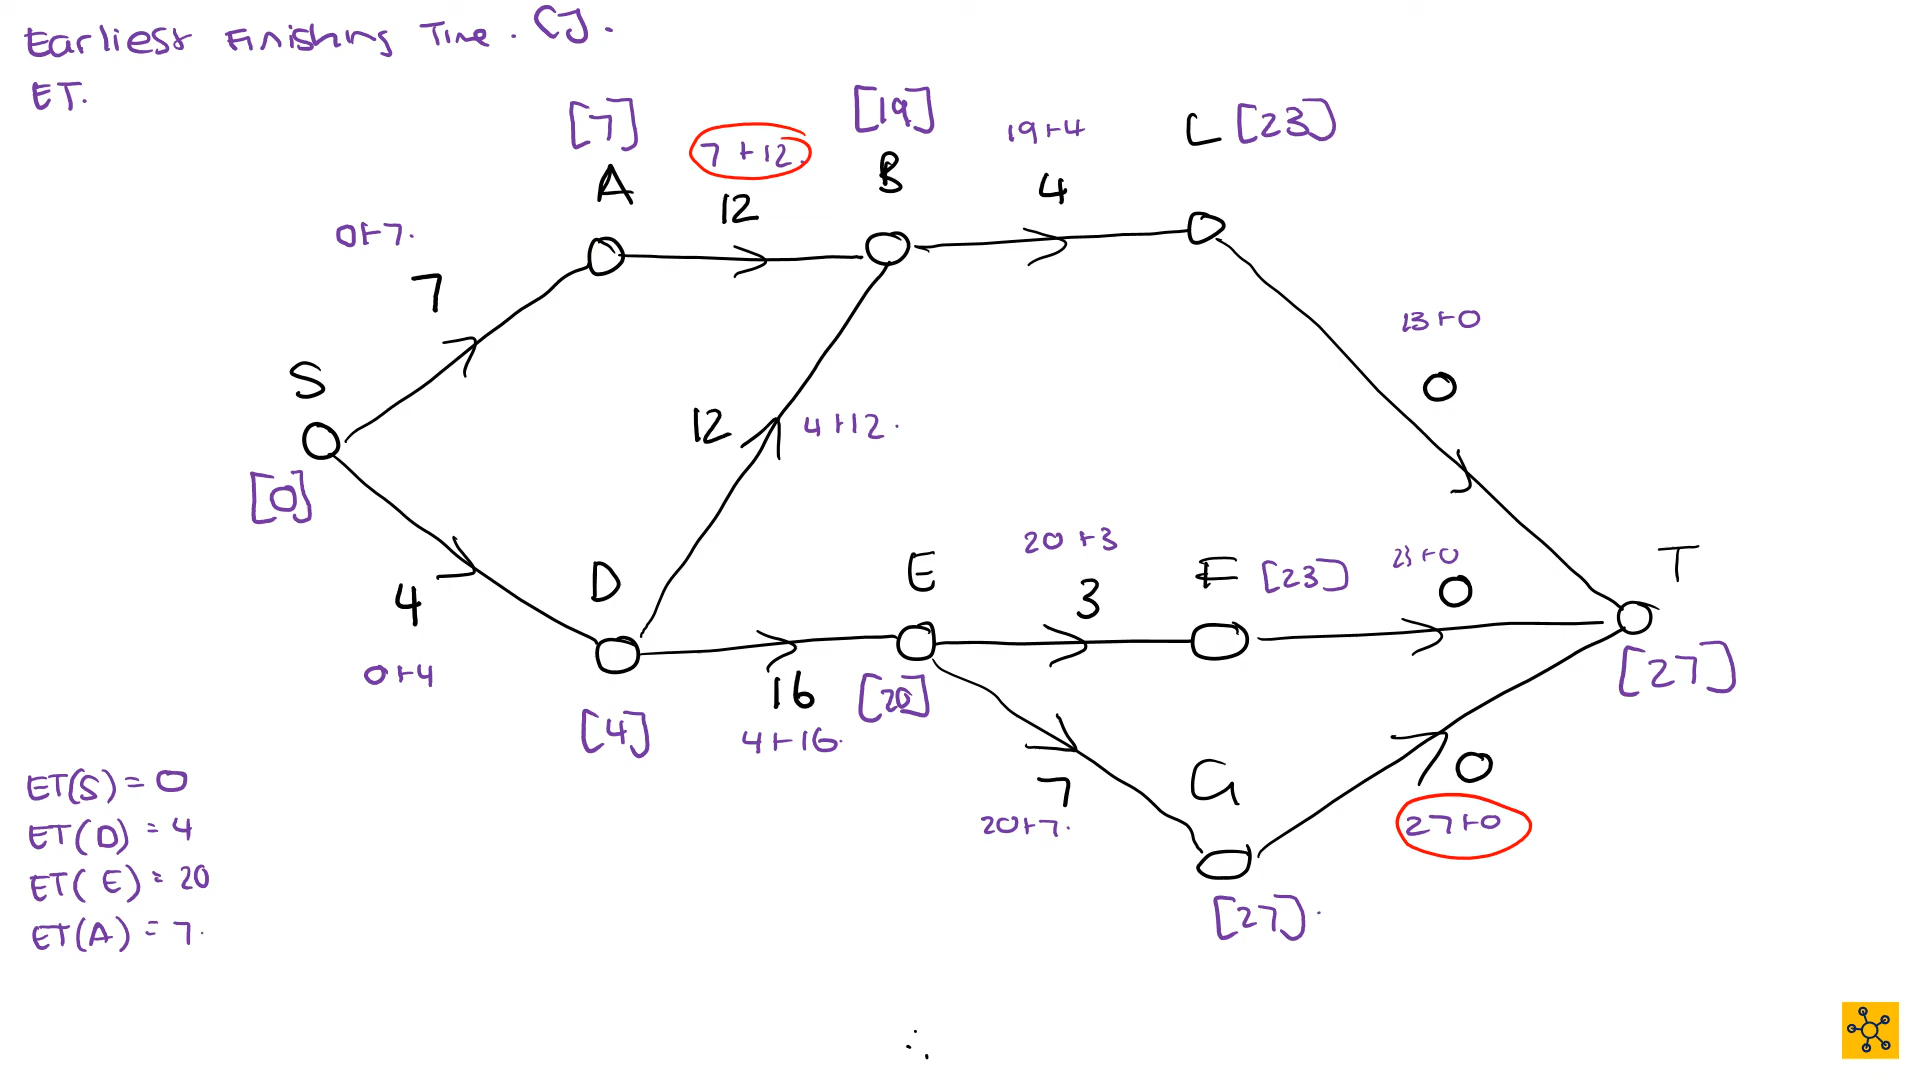 Earliest Finishing Time. [].
ET.
[7]
7 +12
[19]
19+4
L [23]
A
12
B
4
0+7.
7
13+0
S
0
12
4+12.
[0]
20 +3
23+0
T
D
E
3
F [23]
0
4
0+4
16
[20]
[27]
[4]
4+16.
7
G
0
20+7.
27+0
[27].
ET(S) = 0
ET(D) = 4
ET(E) = 20
ET(A) = 7.